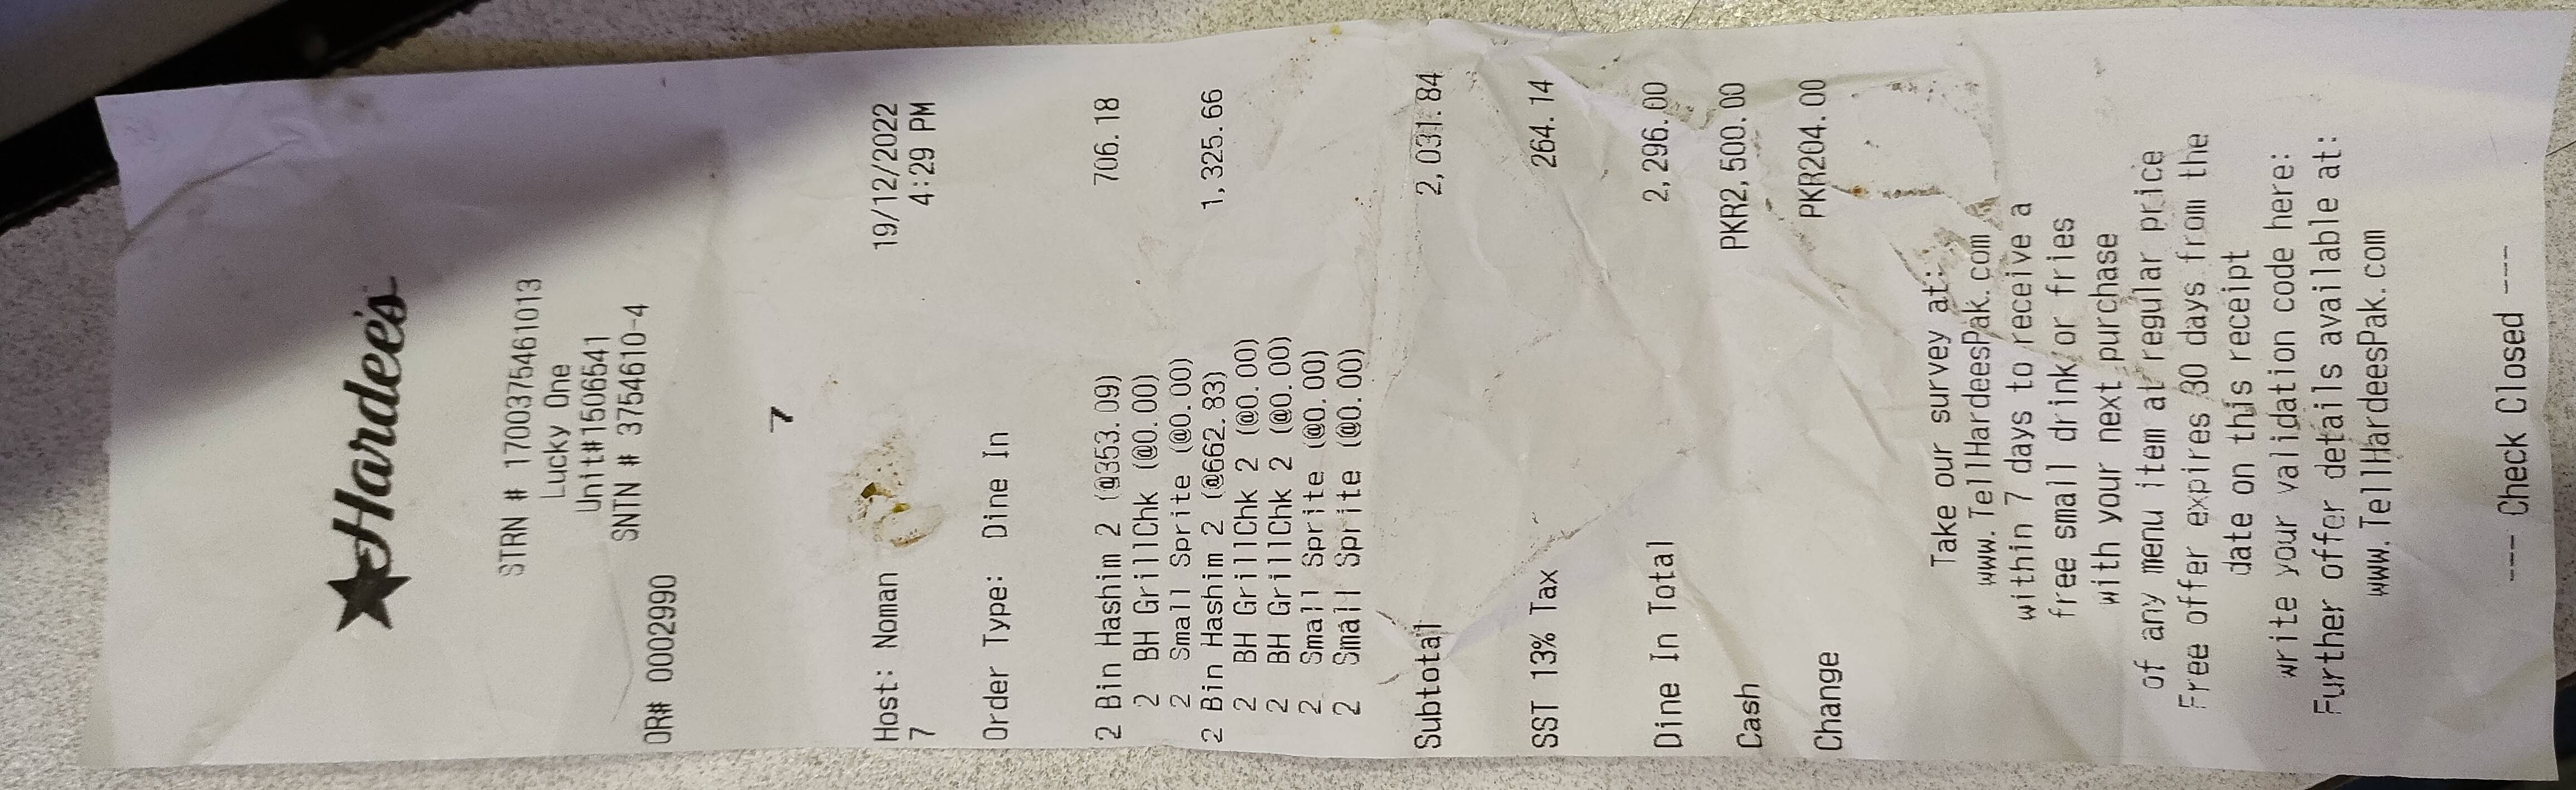 Hardee's
STRN # 1700375461013
Lucky One
Unit#1506541
SNTN # 3754610-4
OR# 00029990
7
Host: Noman 19/12/2022
7 4:29 PM
Order Type: Dine In
2 Bin Hashim 2 (@353.09) 706.18
2 BH GrillChk (@0.00)
2 Small Sprite (@0.00)
2 Bin Hashim 2 (@662.83) 1,325.66
2 BH GrillChk 2 (@0.00)
2 BH GrillChk 2 (@0.00)
2 Small Sprite (@0.00)
2 Small Sprite (@0.00)
Subtotal 2,031.84
SST 13% Tax 264.14
Dine In Total 2,296.00
Cash PKR2,500.00
Change PKR204.00
Take our survey at:
www.TellHardeesPak.com
within 7 days to receive a
free small drink or fries
with your next purchase
of any menu item at regular price
Free offer expires 30 days from the
date on this receipt
write your validation code here:
Further offer details available at:
www.TellHardeesPak.com
--- Check Closed ---